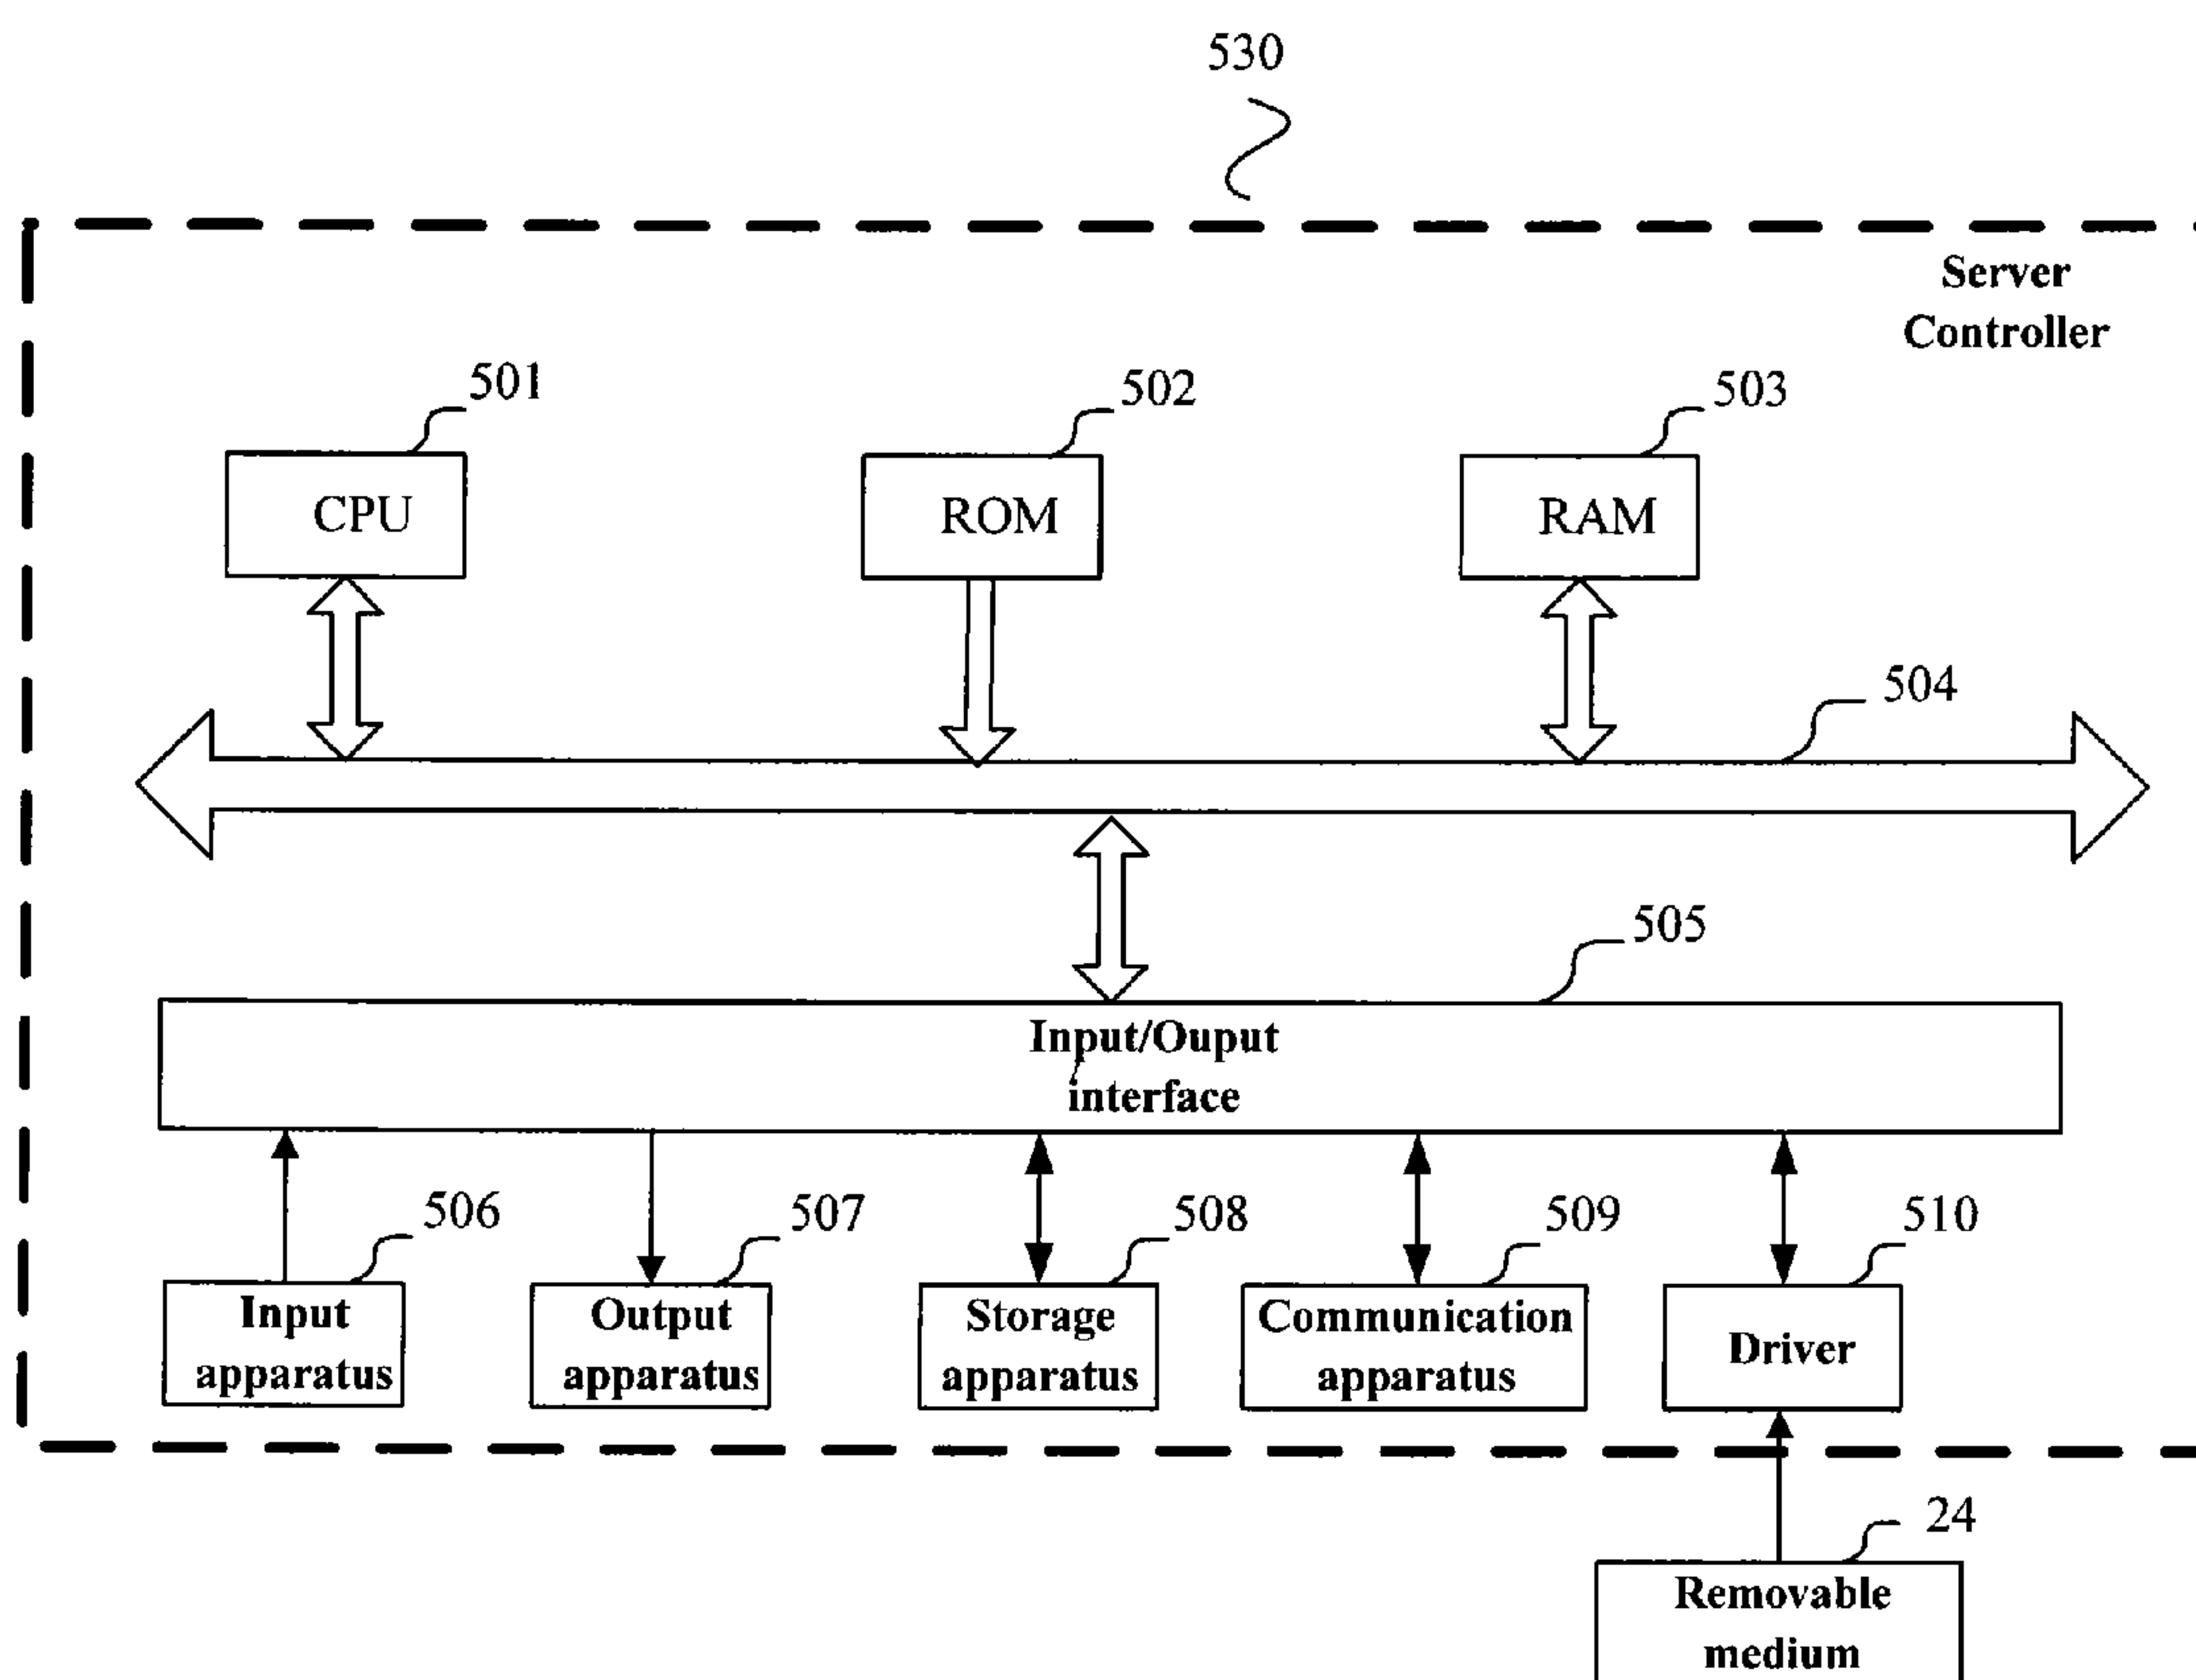 530
Server
Controller
501
502
503
CPU
ROM
RAM
504
505
Input/Ouput
interface
506
507
508
509
510
Input
apparatus
Output
apparatus
Storage
apparatus
Communication
apparatus
Driver
24
Removable
medium